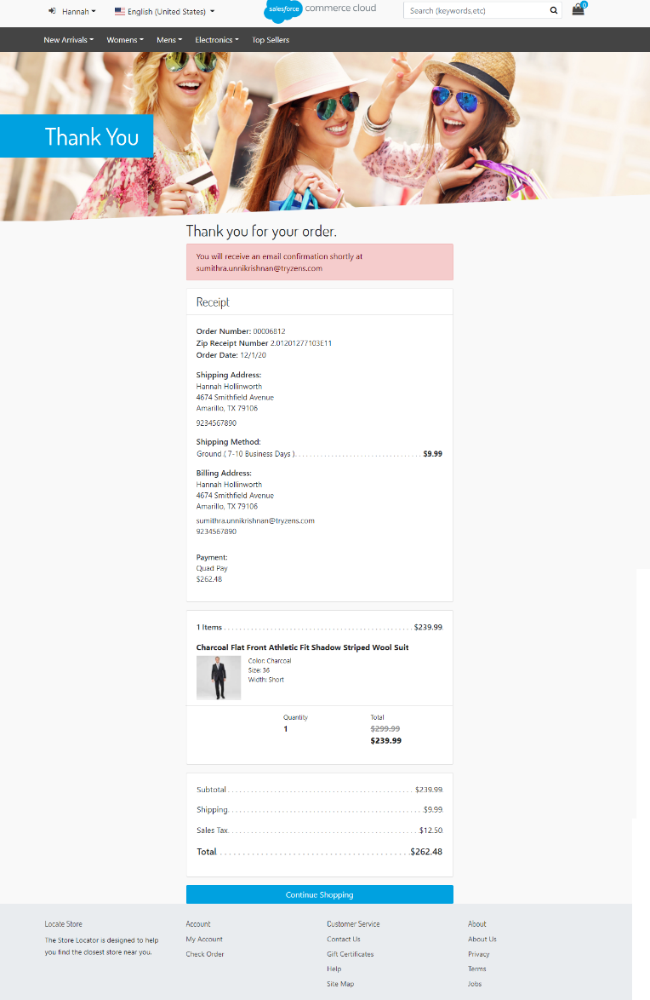 Hannah
English (United States)
salesforce commerce cloud
Search (keywords,etc)
0
New Arrivals Womens Mens Electronics Top Sellers
Thank You
Thank you for your order.
You will receive an email confirmation shortly at
sumithra.unnikrishnan@tryzens.com
Receipt
Order Number: 00006812
Zip Receipt Number 2.01201277103E11
Order Date: 12/1/20
Shipping Address:
Hannah Hollinworth
4674 Smithfield Avenue
Amarillo, TX 79106
9234567890
Shipping Method:
Ground ( 7-10 Business Days ) $9.99
Billing Address:
Hannah Hollinworth
4674 Smithfield Avenue
Amarillo, TX 79106
sumithra.unnikrishnan@tryzens.com
9234567890
Payment:
Quad Pay
$262.48
1 Items $239.99
Charcoal Flat Front Athletic Fit Shadow Striped Wool Suit
Color: Charcoal
Size: 36
Width: Short
Quantity Total
1 $299.99
$239.99
Subtotal $239.99
Shipping $9.99
Sales Tax $12.50
Total $262.48
Continue Shopping
Locate Store Account Customer Service About
The Store Locator is designed to help My Account Contact Us About Us
you find the closest store near you. Check Order Gift Certificates Privacy
Help Terms
Site Map Jobs